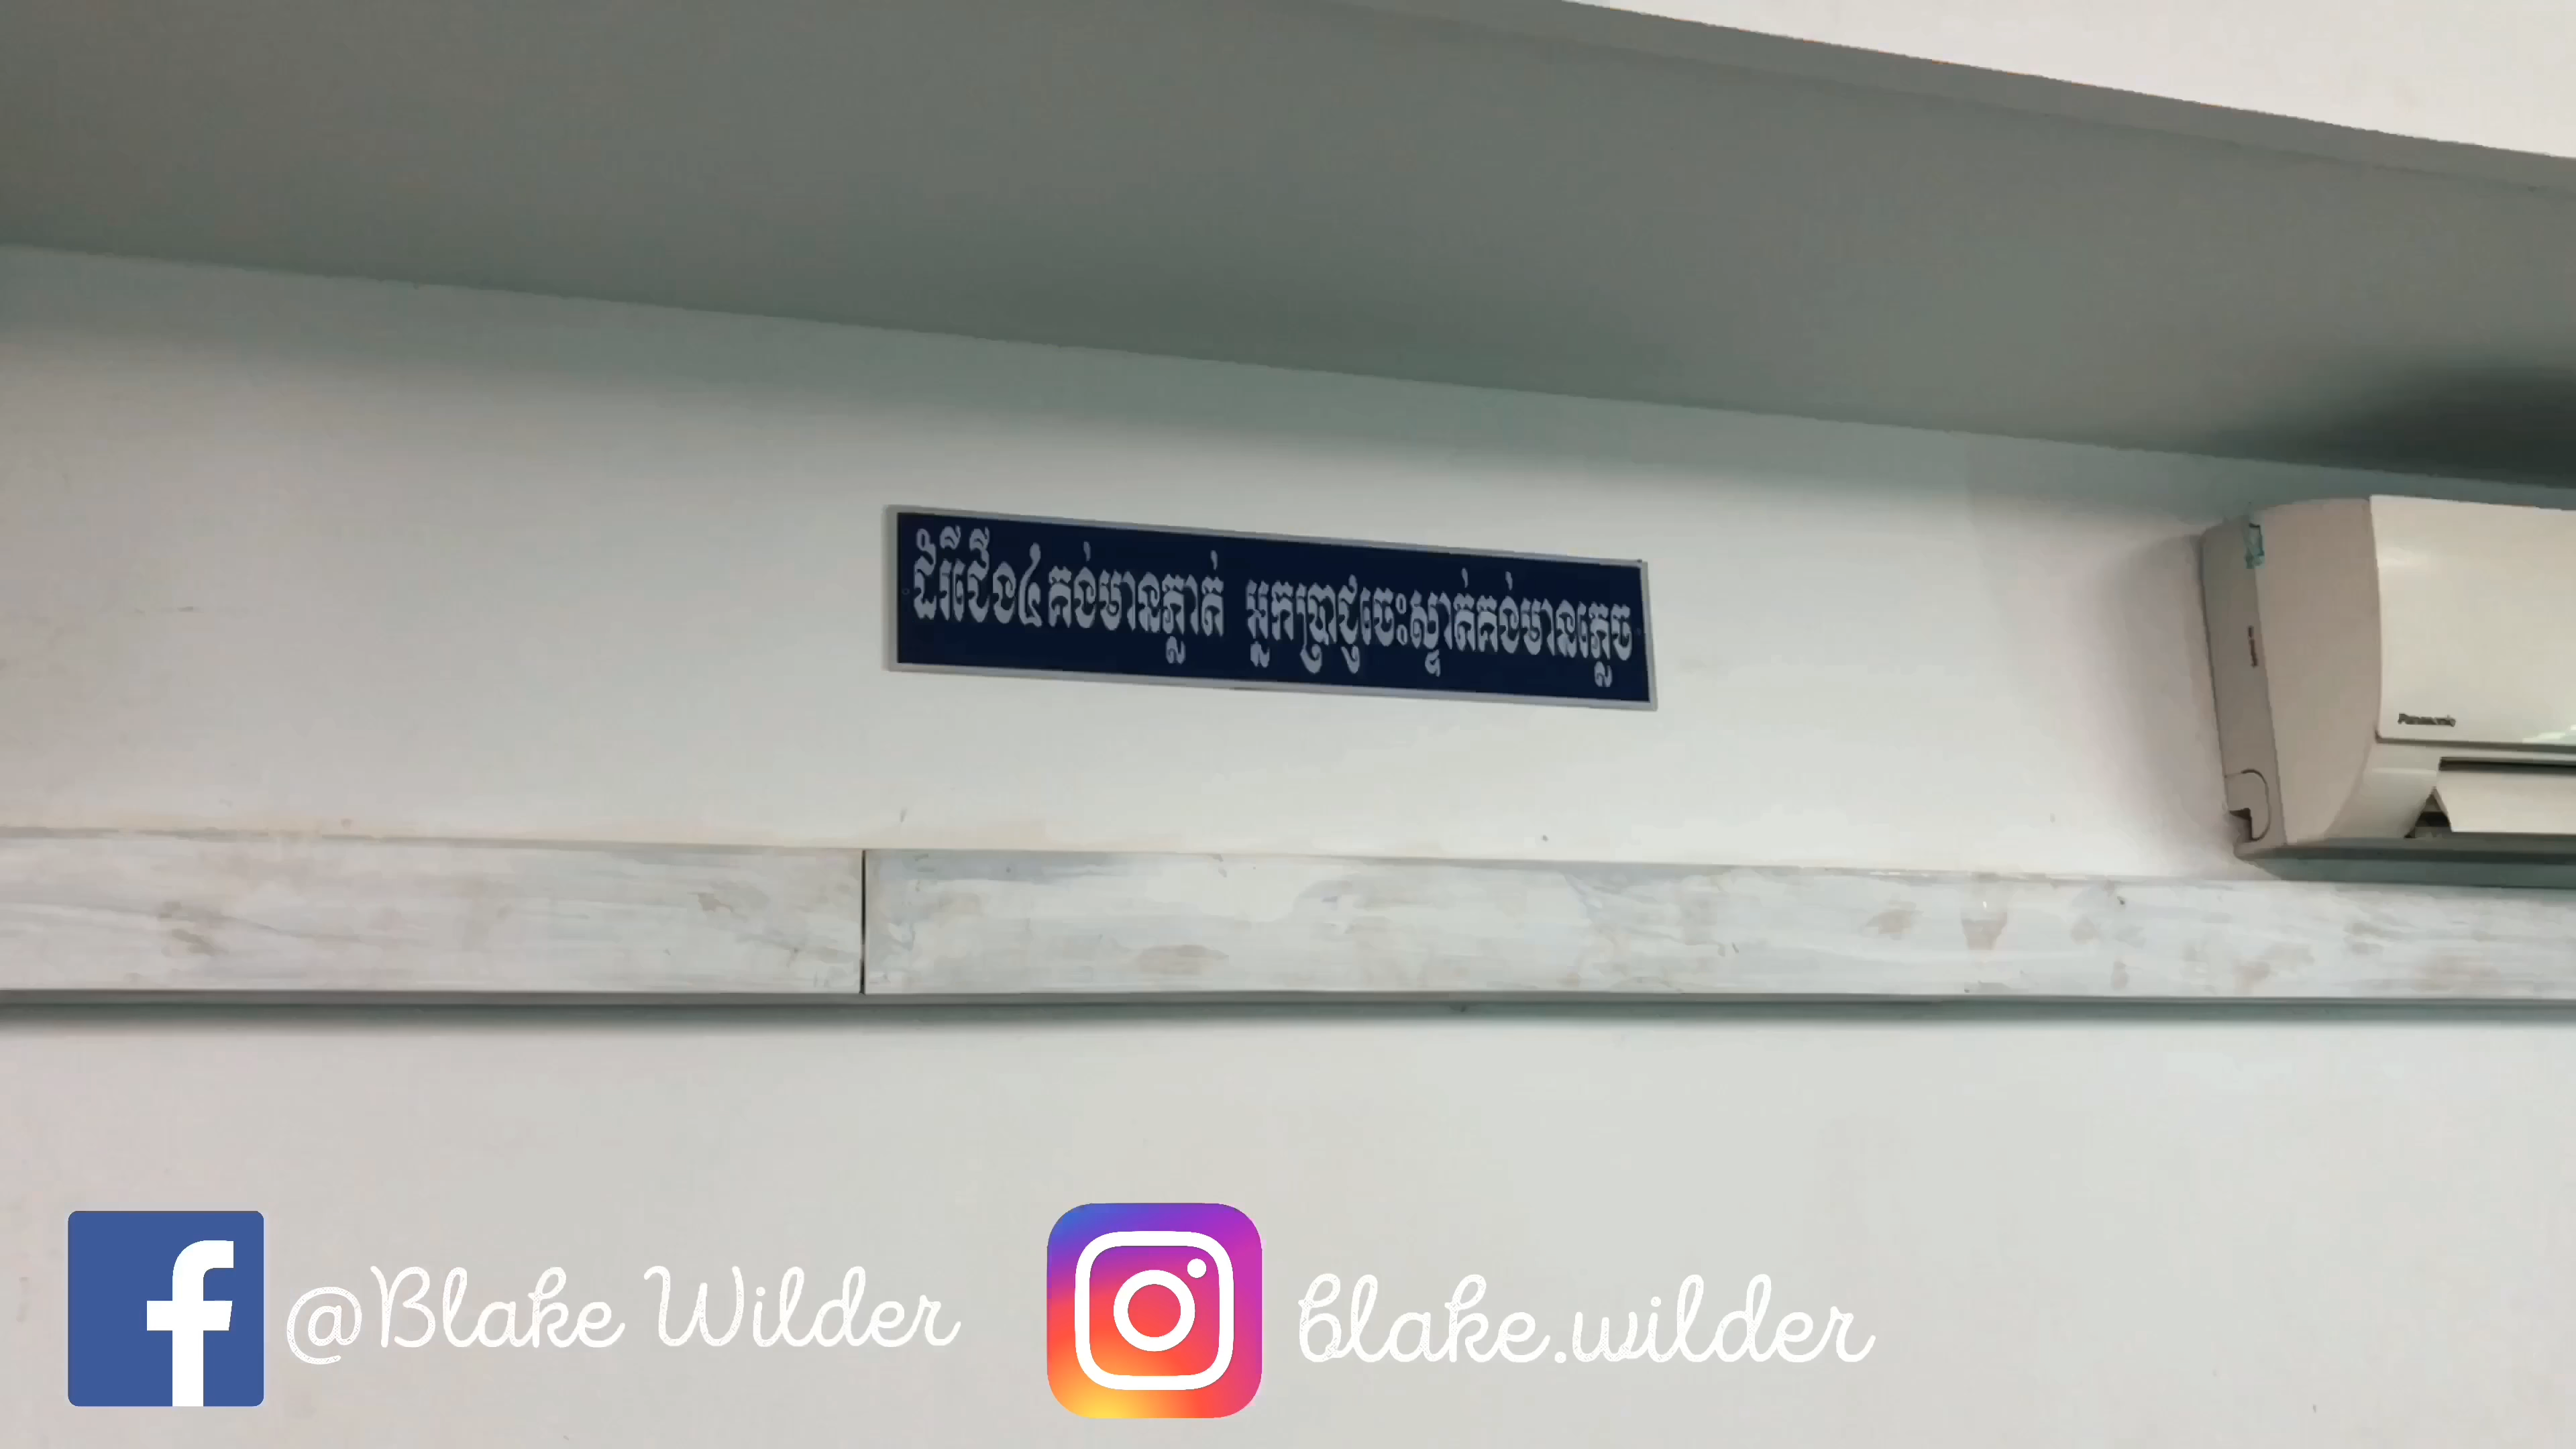 ដំរីជើង៤គង់មានភ្លាត់ អ្នកប្រាជ្ញចេះស្ទាត់គង់មានភ្លេច
Panasonic
@Blake Wilder
blake.wilder